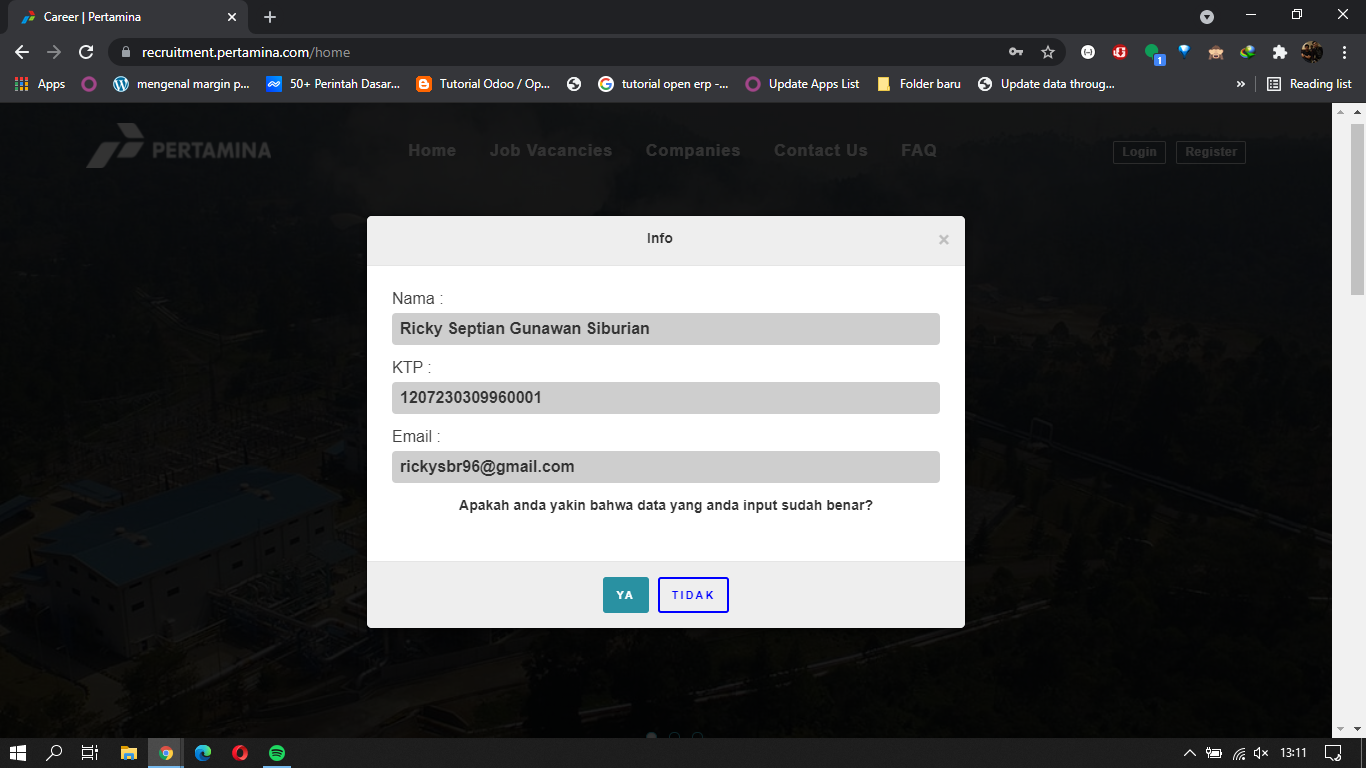 Career | Pertamina
recruitment.pertamina.com/home
1
Apps
mengenal margin p...
50+ Perintah Dasar...
Tutorial Odoo / Op...
tutorial open erp -...
Update Apps List
Folder baru
Update data throug...
»
Reading list
PERTAMINA
Home
Job Vacancies
Companies
Contact Us
FAQ
Login
Register
Info
×
Nama :
Ricky Septian Gunawan Siburian
KTP :
1207230309960001
Email :
rickysbr96@gmail.com
Apakah anda yakin bahwa data yang anda input sudah benar?
YA
TIDAK
13:11